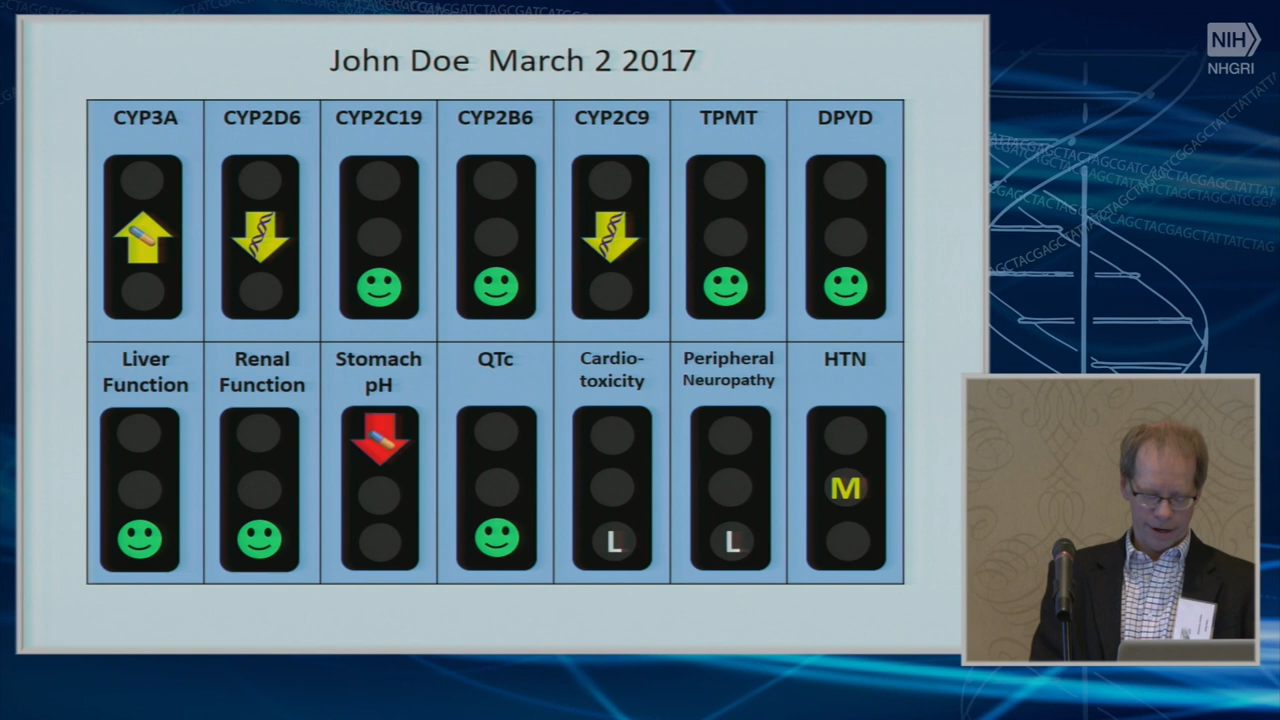 John Doe March 2 2017
CYP3A
CYP2D6
CYP2C19
CYP2B6
CYP2C9
TPMT
DPYD
Liver
Function
Renal
Function
Stomach
pH
QTc
Cardio-
toxicity
Peripheral
Neuropathy
HTN
L
L
M
NIH
NHGRI